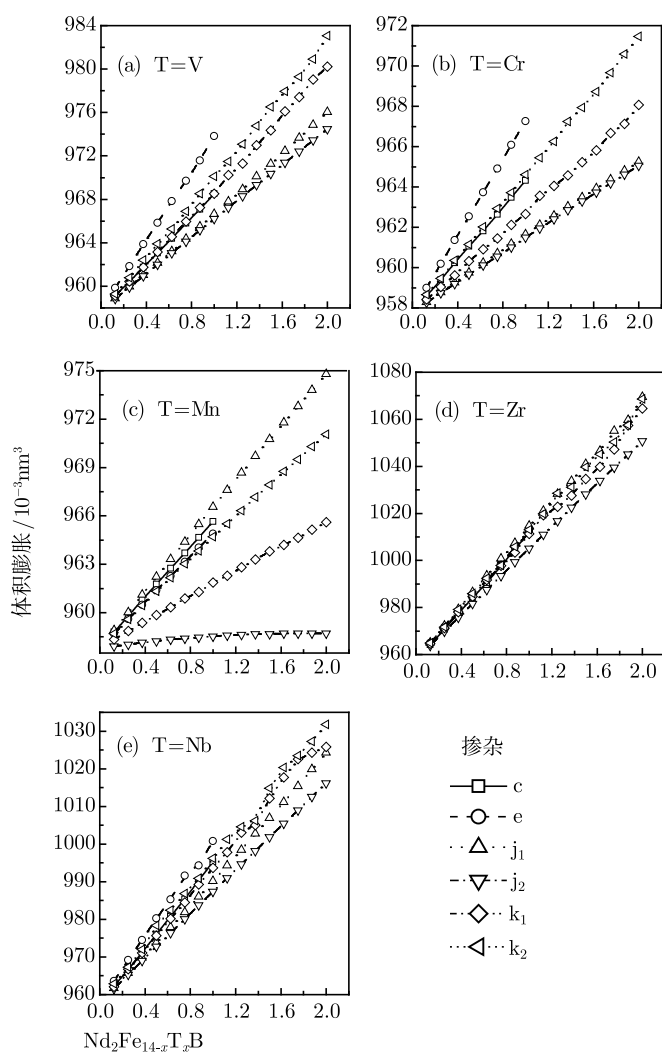 984
980
976
972
968
964
960
(a) T=V
0.0 0.4 0.8 1.2 1.6 2.0
972
970
968
966
964
962
960
958
(b) T=Cr
0.0 0.4 0.8 1.2 1.6 2.0
体积膨胀/10⁻³nm³
975
972
969
966
963
960
(c) T=Mn
0.0 0.4 0.8 1.2 1.6 2.0
1080
1060
1040
1020
1000
980
960
(d) T=Zr
0.0 0.4 0.8 1.2 1.6 2.0
1030
1020
1010
1000
990
980
970
960
(e) T=Nb
0.0 0.4 0.8 1.2 1.6 2.0
Nd₂Fe₁₄₋ₓTₓB
掺杂
c
e
j₁
j₂
k₁
k₂